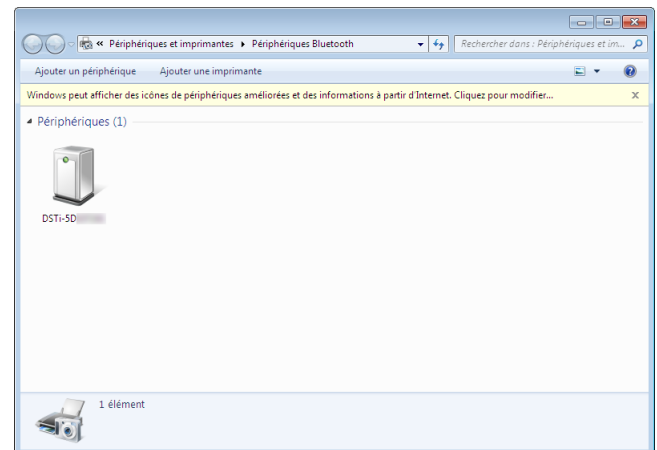 « Périphériques et imprimantes Périphériques Bluetooth Rechercher dans : Périphériques et im...
Ajouter un périphérique Ajouter une imprimante
Windows peut afficher des icônes de périphériques améliorées et des informations à partir d'Internet. Cliquez pour modifier...
Périphériques (1)
DSTi-5D
1 élément